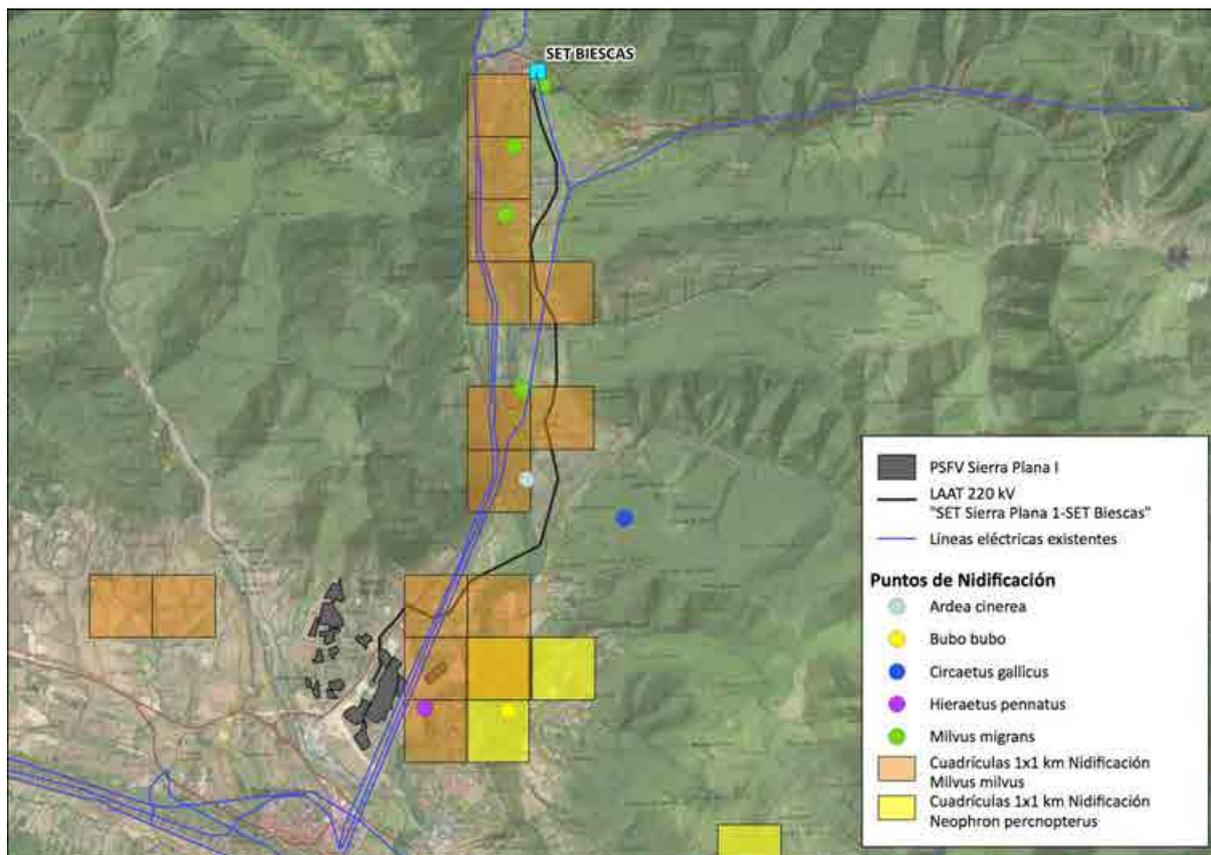 SET BIESCAS
PSFV Sierra Plana I
LAAT 220 kV
"SET Sierra Plana 1-SET Biescas"
Líneas eléctricas existentes
Puntos de Nidificación
Ardea cinerea
Bubo bubo
Circaetus gallicus
Hieraetus pennatus
Milvus migrans
Cuadrículas 1x1 km Nidificación
Milvus milvus
Cuadrículas 1x1 km Nidificación
Neophron percnopterus